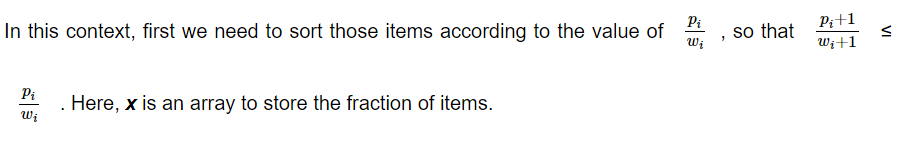 In this context, first we need to sort those items according to the value of $\frac{p_i}{w_i}$ , so that $\frac{p_i+1}{w_i+1}$ ≤
$\frac{p_i}{w_i}$ . Here, x is an array to store the fraction of items.